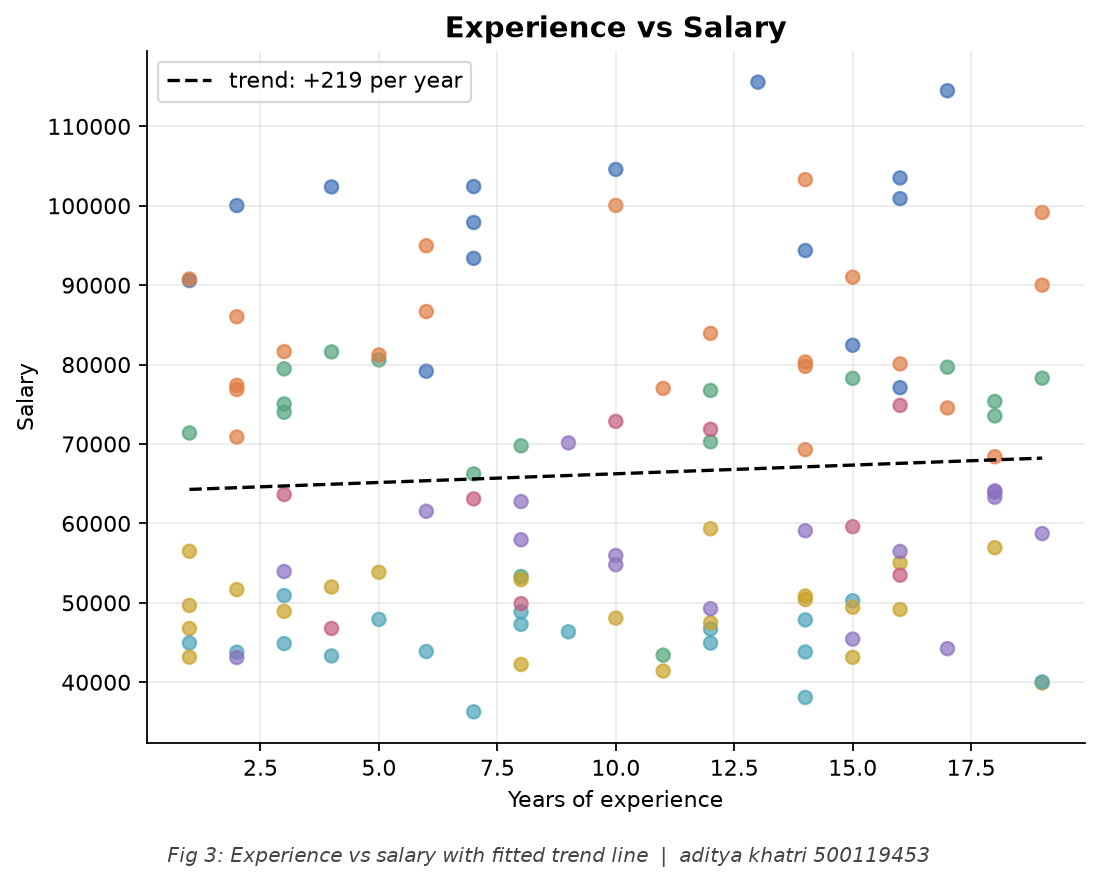 Experience vs Salary
trend: +219 per year
110000
100000
90000
80000
70000
60000
50000
40000
Salary
2.5 5.0 7.5 10.0 12.5 15.0 17.5
Years of experience
Fig 3: Experience vs salary with fitted trend line | aditya khatri 500119453